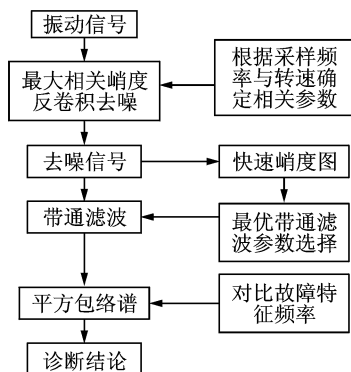 振动信号
最大相关峭度
反卷积去噪
根据采样频
率与转速确
定相关参数
去噪信号
快速峭度图
带通滤波
最优带通滤
波参数选择
平方包络谱
对比故障特
征频率
诊断结论